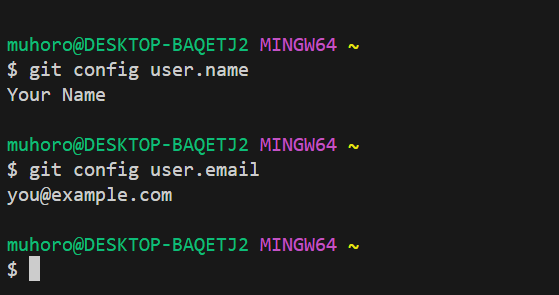 muhoro@DESKTOP-BAQETJ2 MINGW64 ~
$ git config user.name
Your Name
muhoro@DESKTOP-BAQETJ2 MINGW64 ~
$ git config user.email
you@example.com
muhoro@DESKTOP-BAQETJ2 MINGW64 ~
$